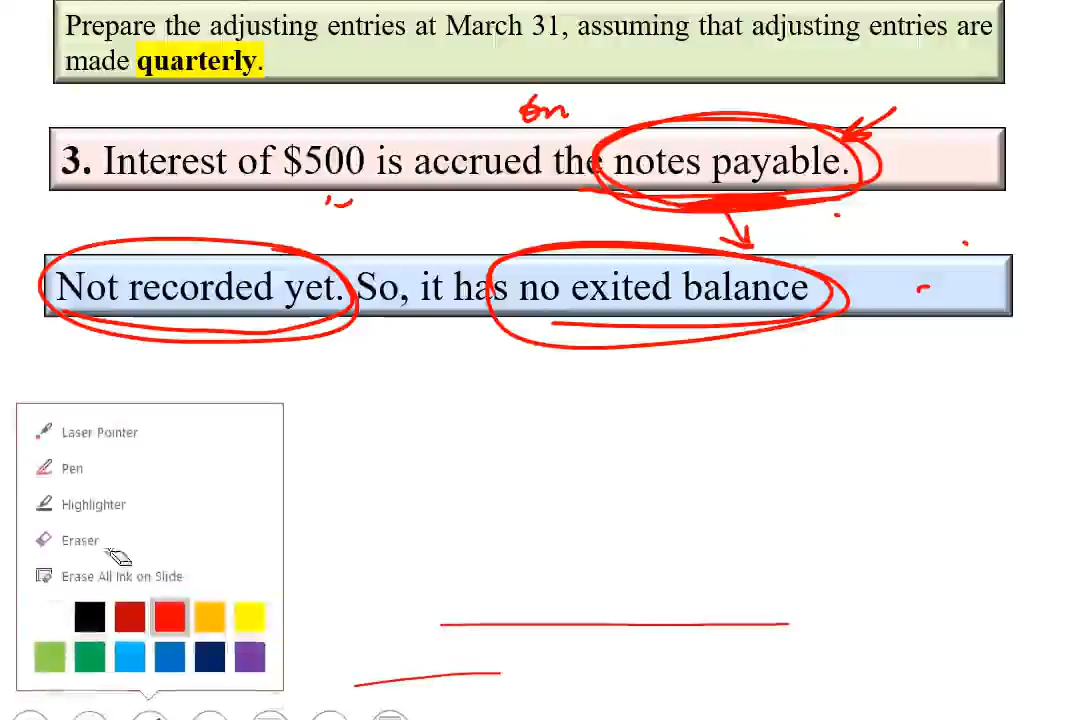 Prepare the adjusting entries at March 31, assuming that adjusting entries are
made quarterly.
on
3. Interest of $500 is accrued the notes payable.
Not recorded yet. So, it has no exited balance
Laser Pointer
Pen
Highlighter
Eraser
Erase All Ink on Slide